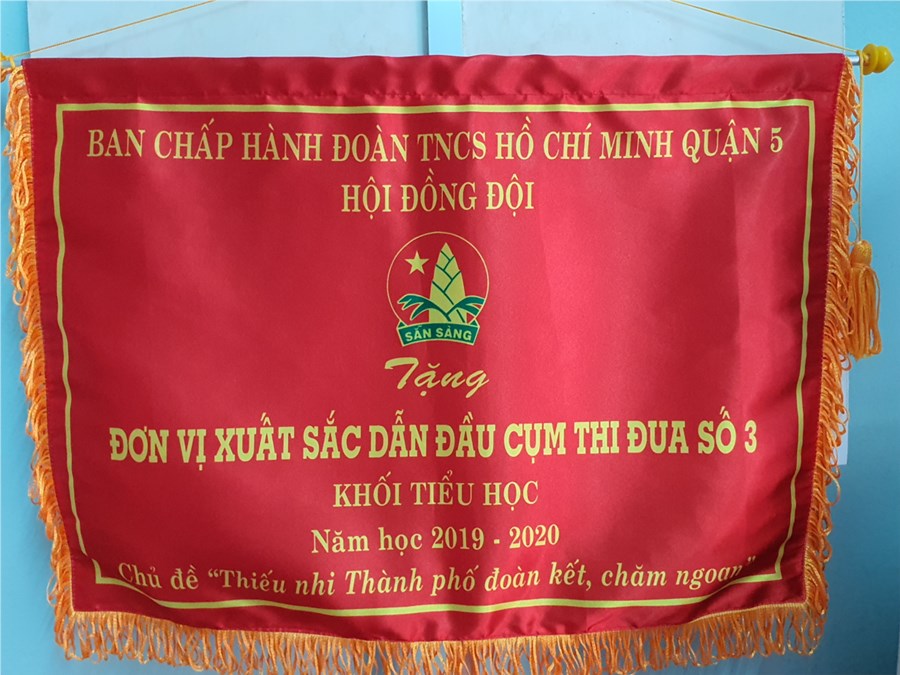 BAN CHẤP HÀNH ĐOÀN TNCS HỒ CHÍ MINH QUẬN 5
HỘI ĐỒNG ĐỘI
SẴN SÀNG
Tặng
ĐƠN VỊ XUẤT SẮC DẪN ĐẦU CỤM THI ĐUA SỐ 3
KHỐI TIỂU HỌC
Năm học 2019 - 2020
Chủ đề "Thiếu nhi Thành phố đoàn kết, chăm ngoan"